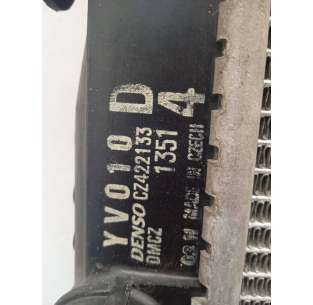 YV010 D
DENSO CZ422133 4
DMCZ 1351
MADE IN CZECH